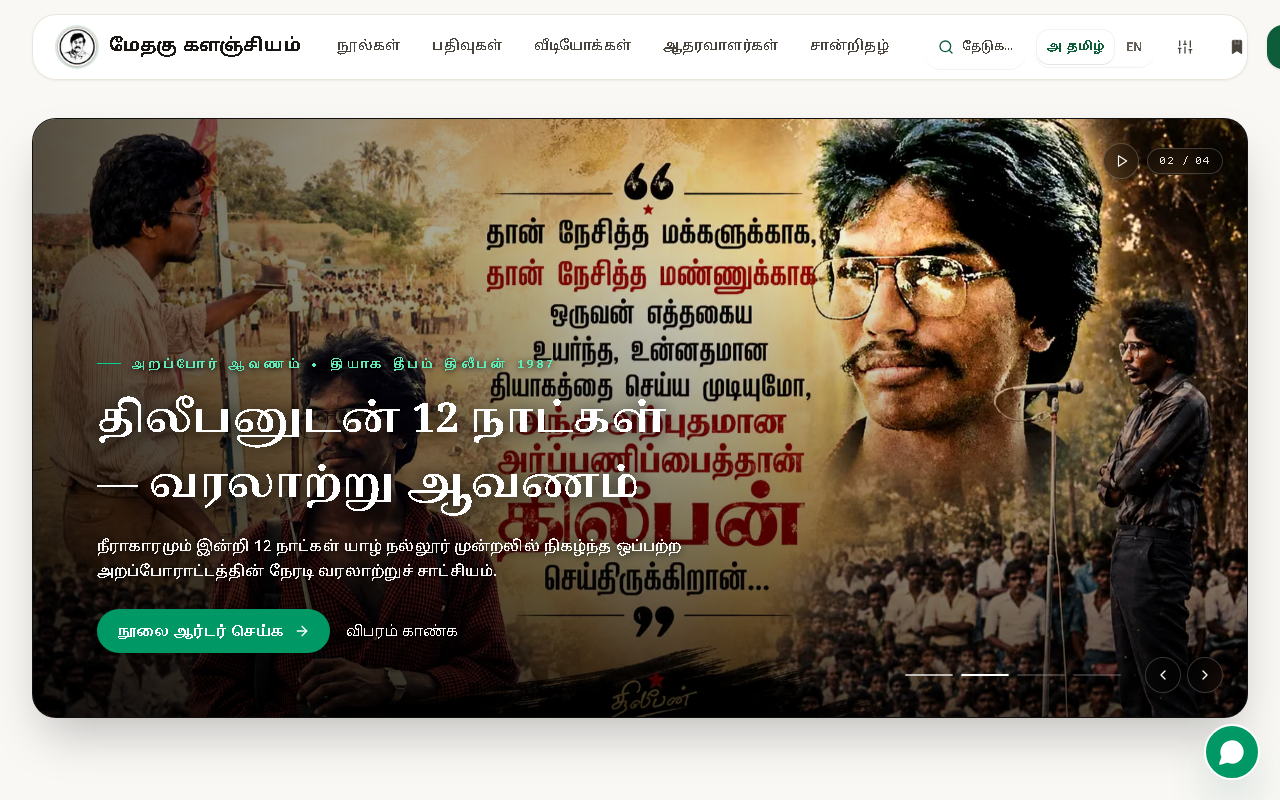 மேதகு களஞ்சியம்
நூல்கள்
பதிவுகள்
வீடியோக்கள்
ஆதரவாளர்கள்
சான்றிதழ்
தேடுக...
அ தமிழ்
EN
02 / 04
தான் நேசித்த மக்களுக்காக,
தான் நேசித்த மண்ணுக்காக
ஒருவன் எத்தகைய
உயர்ந்த, உன்னதமான
தியாகத்தை செய்ய முடியுமோ,
அந்த அற்புதமான
அர்ப்பணிப்பைத்தான்
திலீபன்
செய்திருக்கிறான்...
திலீபன்
அறப்போர் ஆவணம் • தியாக தீபம் திலீபன் 1987
திலீபனுடன் 12 நாட்கள்
— வரலாற்று ஆவணம்
நீராகாரமும் இன்றி 12 நாட்கள் யாழ் நல்லூர் முன்றலில் நிகழ்ந்த ஒப்பற்ற
அறப்போராட்டத்தின் நேரடி வரலாற்றுச் சாட்சியம்.
நூலை ஆர்டர் செய்க
விபரம் காண்க